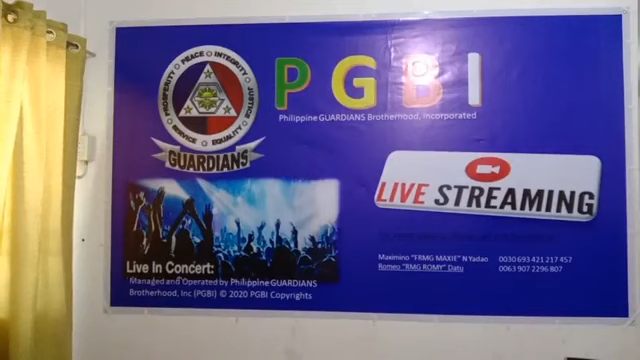 PEACE ☆ INTEGRITY ☆ JUSTICE ☆ EQUALITY ☆ SERVICE ☆ PROSPERITY
GUARDIANS
PGBI
Philippine GUARDIANS Brotherhood, Incorporated
LIVE STREAMING
Live In Concert:
Managed and Operated by Philippine GUARDIANS
Brotherhood, Inc (PGBI) © 2020 PGBI Copyrights
Maximino "FRMG MAXIE" N Yadao 0030 693 421 217 457
Romeo "RMG ROMY" Datu 0063 907 2296 807